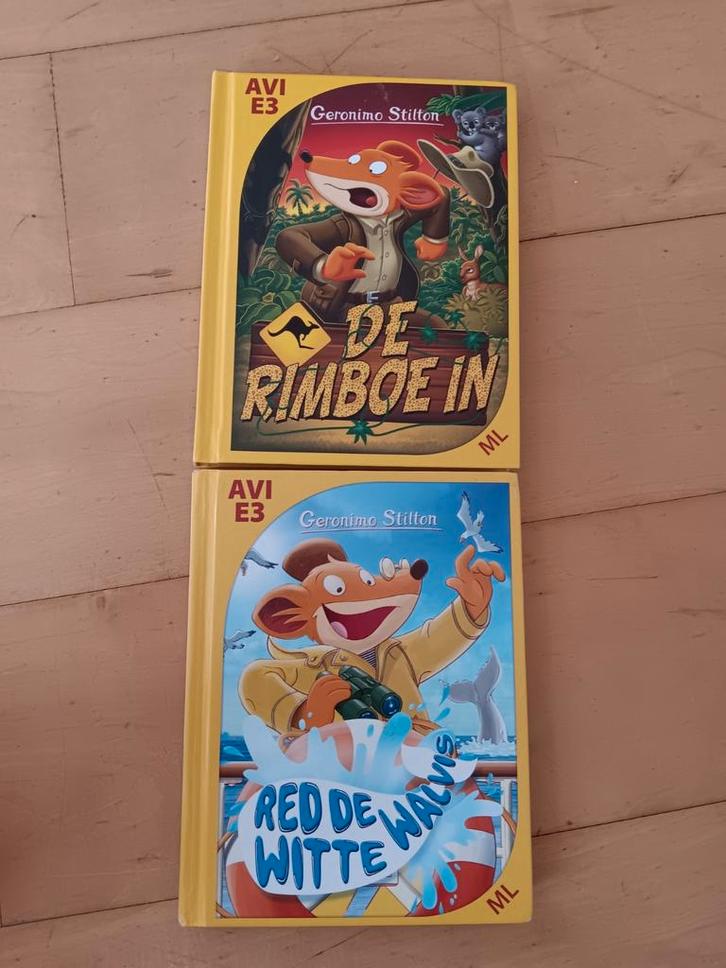 AVI
E3
Geronimo Stilton
DE
RIMBOE IN
ML
AVI
E3
Geronimo Stilton
RED DE
WITTE WALVIS
ML